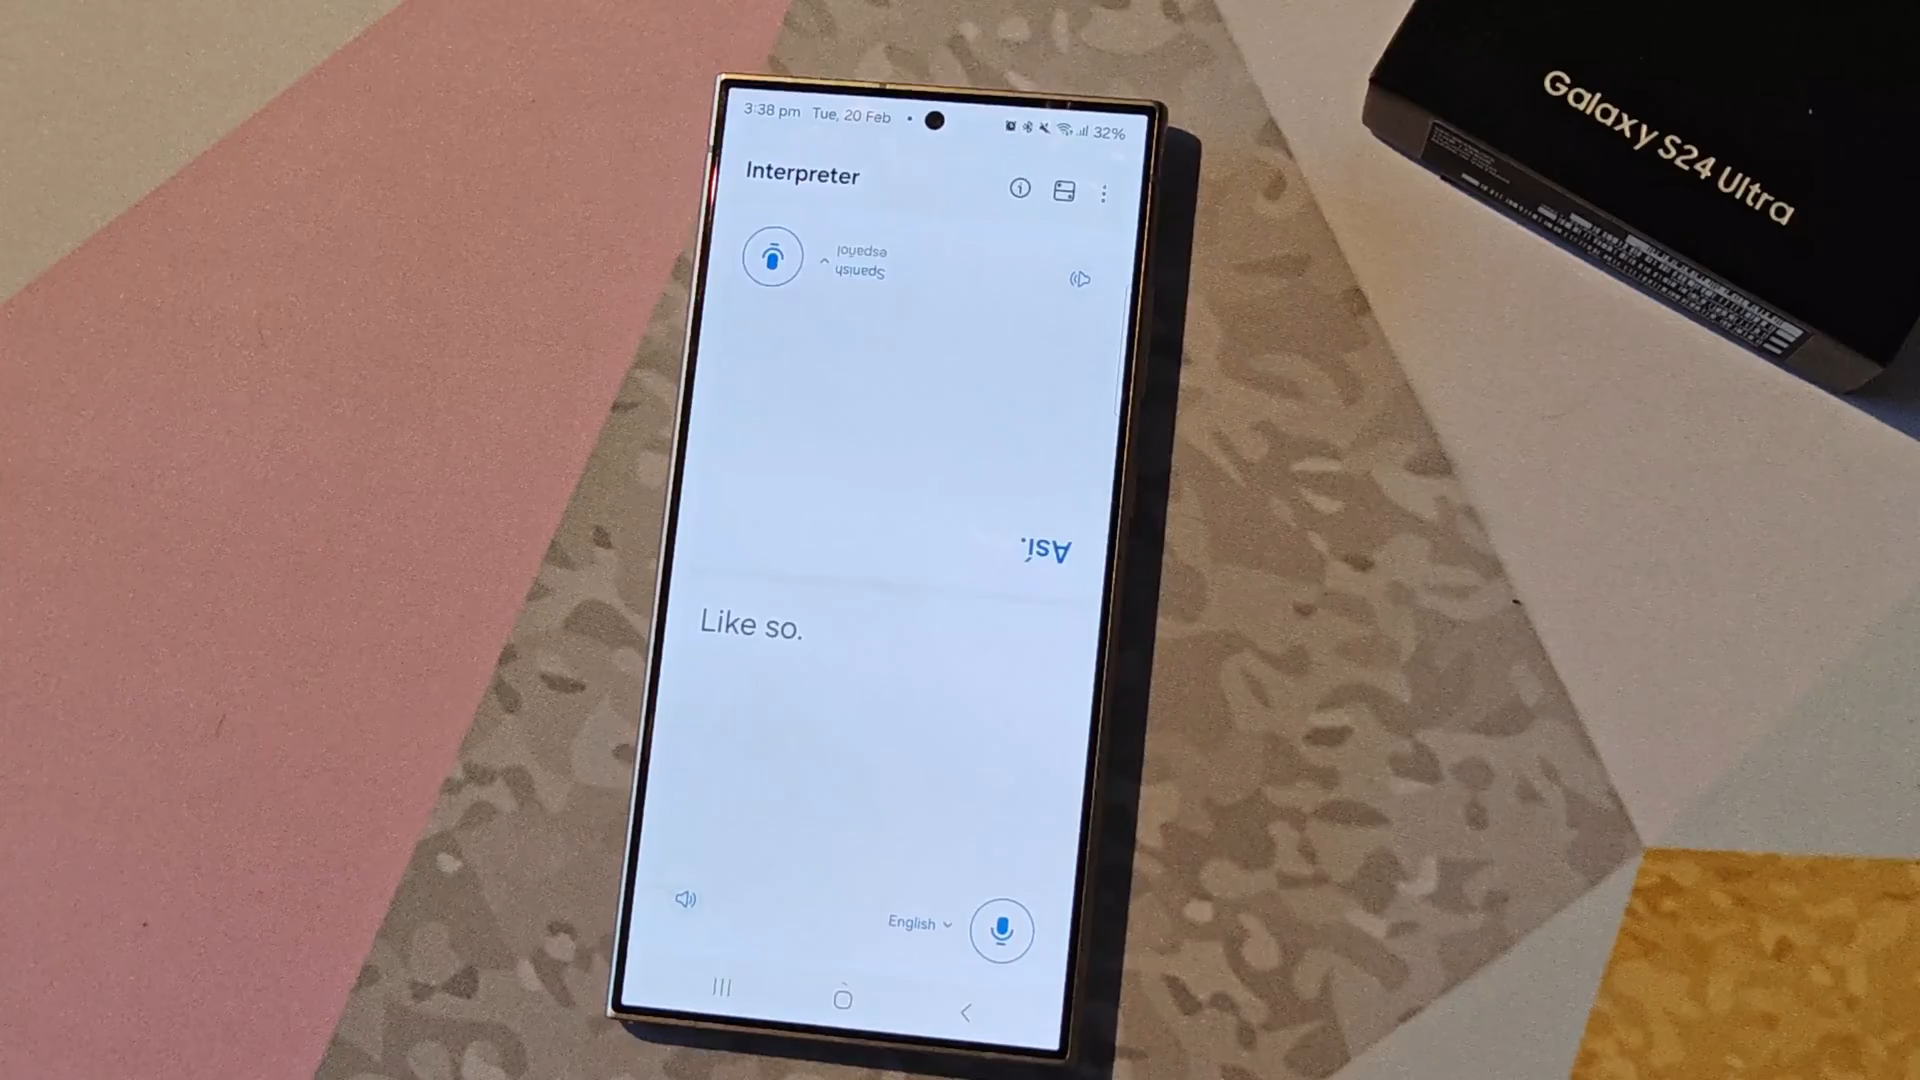 3:38 pm Tue, 20 Feb
32%
Interpreter
español
Spanish
Así.
Like so.
English
Galaxy S24 Ultra